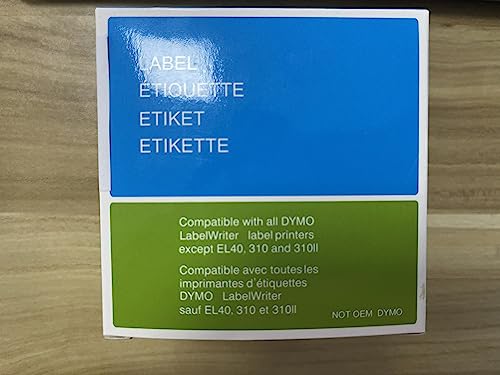 LABEL
ETIQUETTE
ETIKET
ETIKETTE
Compatible with all DYMO
LabelWriter label printers
except EL40, 310 and 310II
Compatible avec toutes les
imprimantes d'étiquettes
DYMO LabelWriter
sauf EL40, 310 et 310II
NOT OEM DYMO